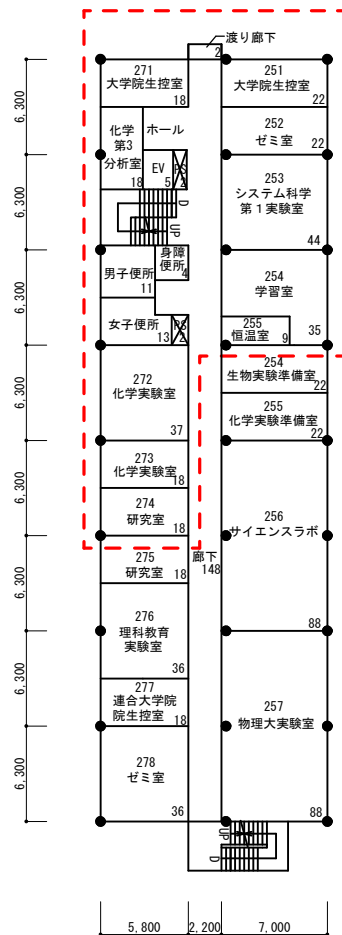 渡り廊下
2
271
大学院生控室
18
251
大学院生控室
22
化学
第3
分析室
18
ホール
EV
5
PS
2
252
ゼミ室
22
253
システム科学
第１実験室
44
D
UP
身障
便所
4
男子便所
11
254
学習室
35
女子便所
13
PS
2
255
恒温室
9
272
化学実験室
37
254
生物実験準備室
22
255
化学実験準備室
22
273
化学実験室
18
274
研究室
18
256
サイエンスラボ
88
275
研究室
18
廊下
148
276
理科教育
実験室
36
277
連合大学院
院生控室
18
257
物理大実験室
88
278
ゼミ室
36
UP
D
6,300
6,300
6,300
6,300
6,300
6,300
6,300
6,300
5,800
2,200
7,000